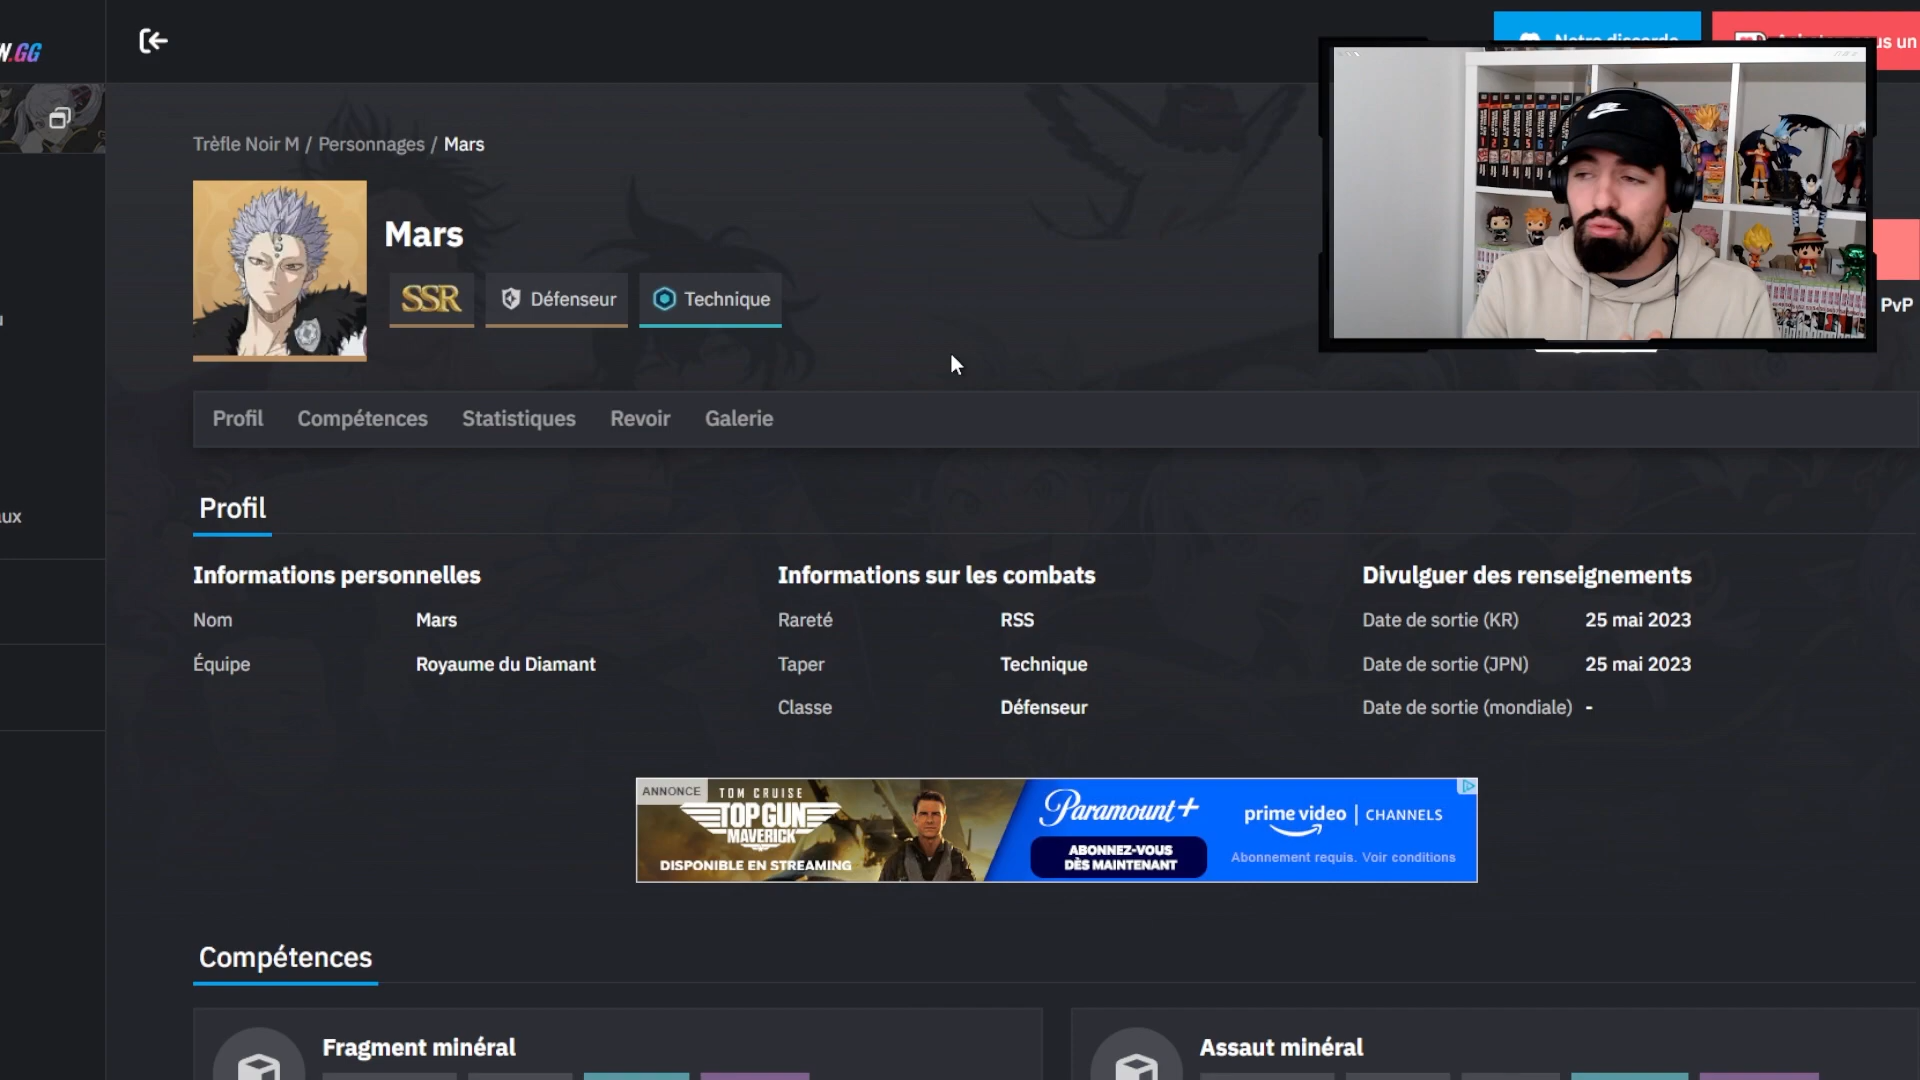 W.GG
Trèfle Noir M / Personnages / Mars
Mars
SSR
Défenseur
Technique
PvP
Profil
Compétences
Statistiques
Revoir
Galerie
Profil
Informations personnelles
Nom Mars
Équipe Royaume du Diamant
Informations sur les combats
Rareté RSS
Taper Technique
Classe Défenseur
Divulguer des renseignements
Date de sortie (KR) 25 mai 2023
Date de sortie (JPN) 25 mai 2023
Date de sortie (mondiale) -
ux
ANNONCE
TOM CRUISE
TOP GUN
MAVERICK
DISPONIBLE EN STREAMING
Paramount+
ABONNEZ-VOUS
DÈS MAINTENANT
prime video | CHANNELS
Abonnement requis. Voir conditions
Compétences
Fragment minéral
Assaut minéral